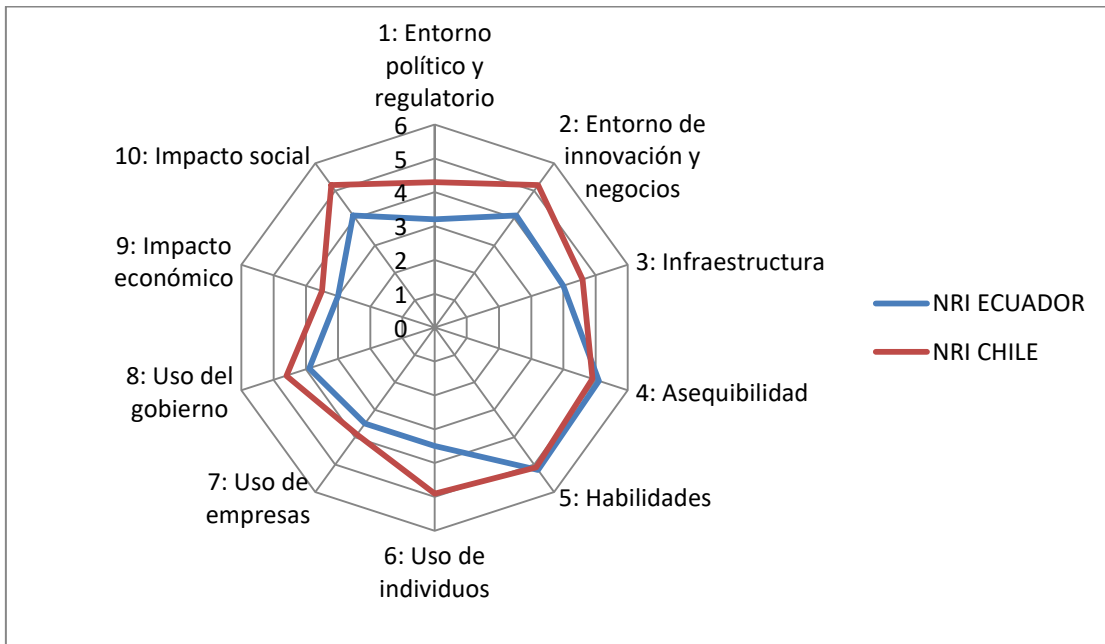 1: Entorno
político y
regulatorio
2: Entorno de
innovación y
negocios
3: Infraestructura
4: Asequibilidad
5: Habilidades
6: Uso de
individuos
7: Uso de
empresas
8: Uso del
gobierno
9: Impacto
económico
10: Impacto social
6
5
4
3
2
1
0
NRI ECUADOR
NRI CHILE